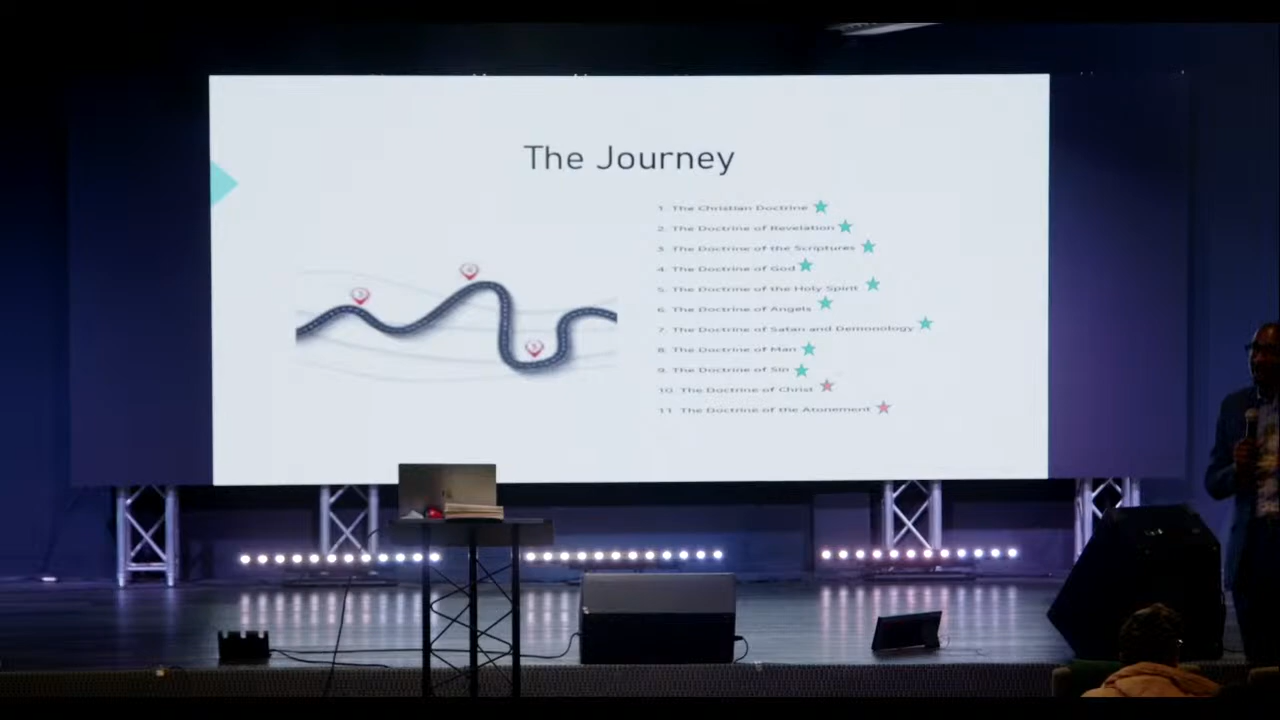 The Journey
1. The Christian Doctrine
2. The Doctrine of Revelation
3. The Doctrine of the Scriptures
4. The Doctrine of God
5. The Doctrine of the Holy Spirit
6. The Doctrine of Angels
7. The Doctrine of Satan and Demonology
8. The Doctrine of Man
9. The Doctrine of Sin
10. The Doctrine of Christ
11. The Doctrine of the Atonement